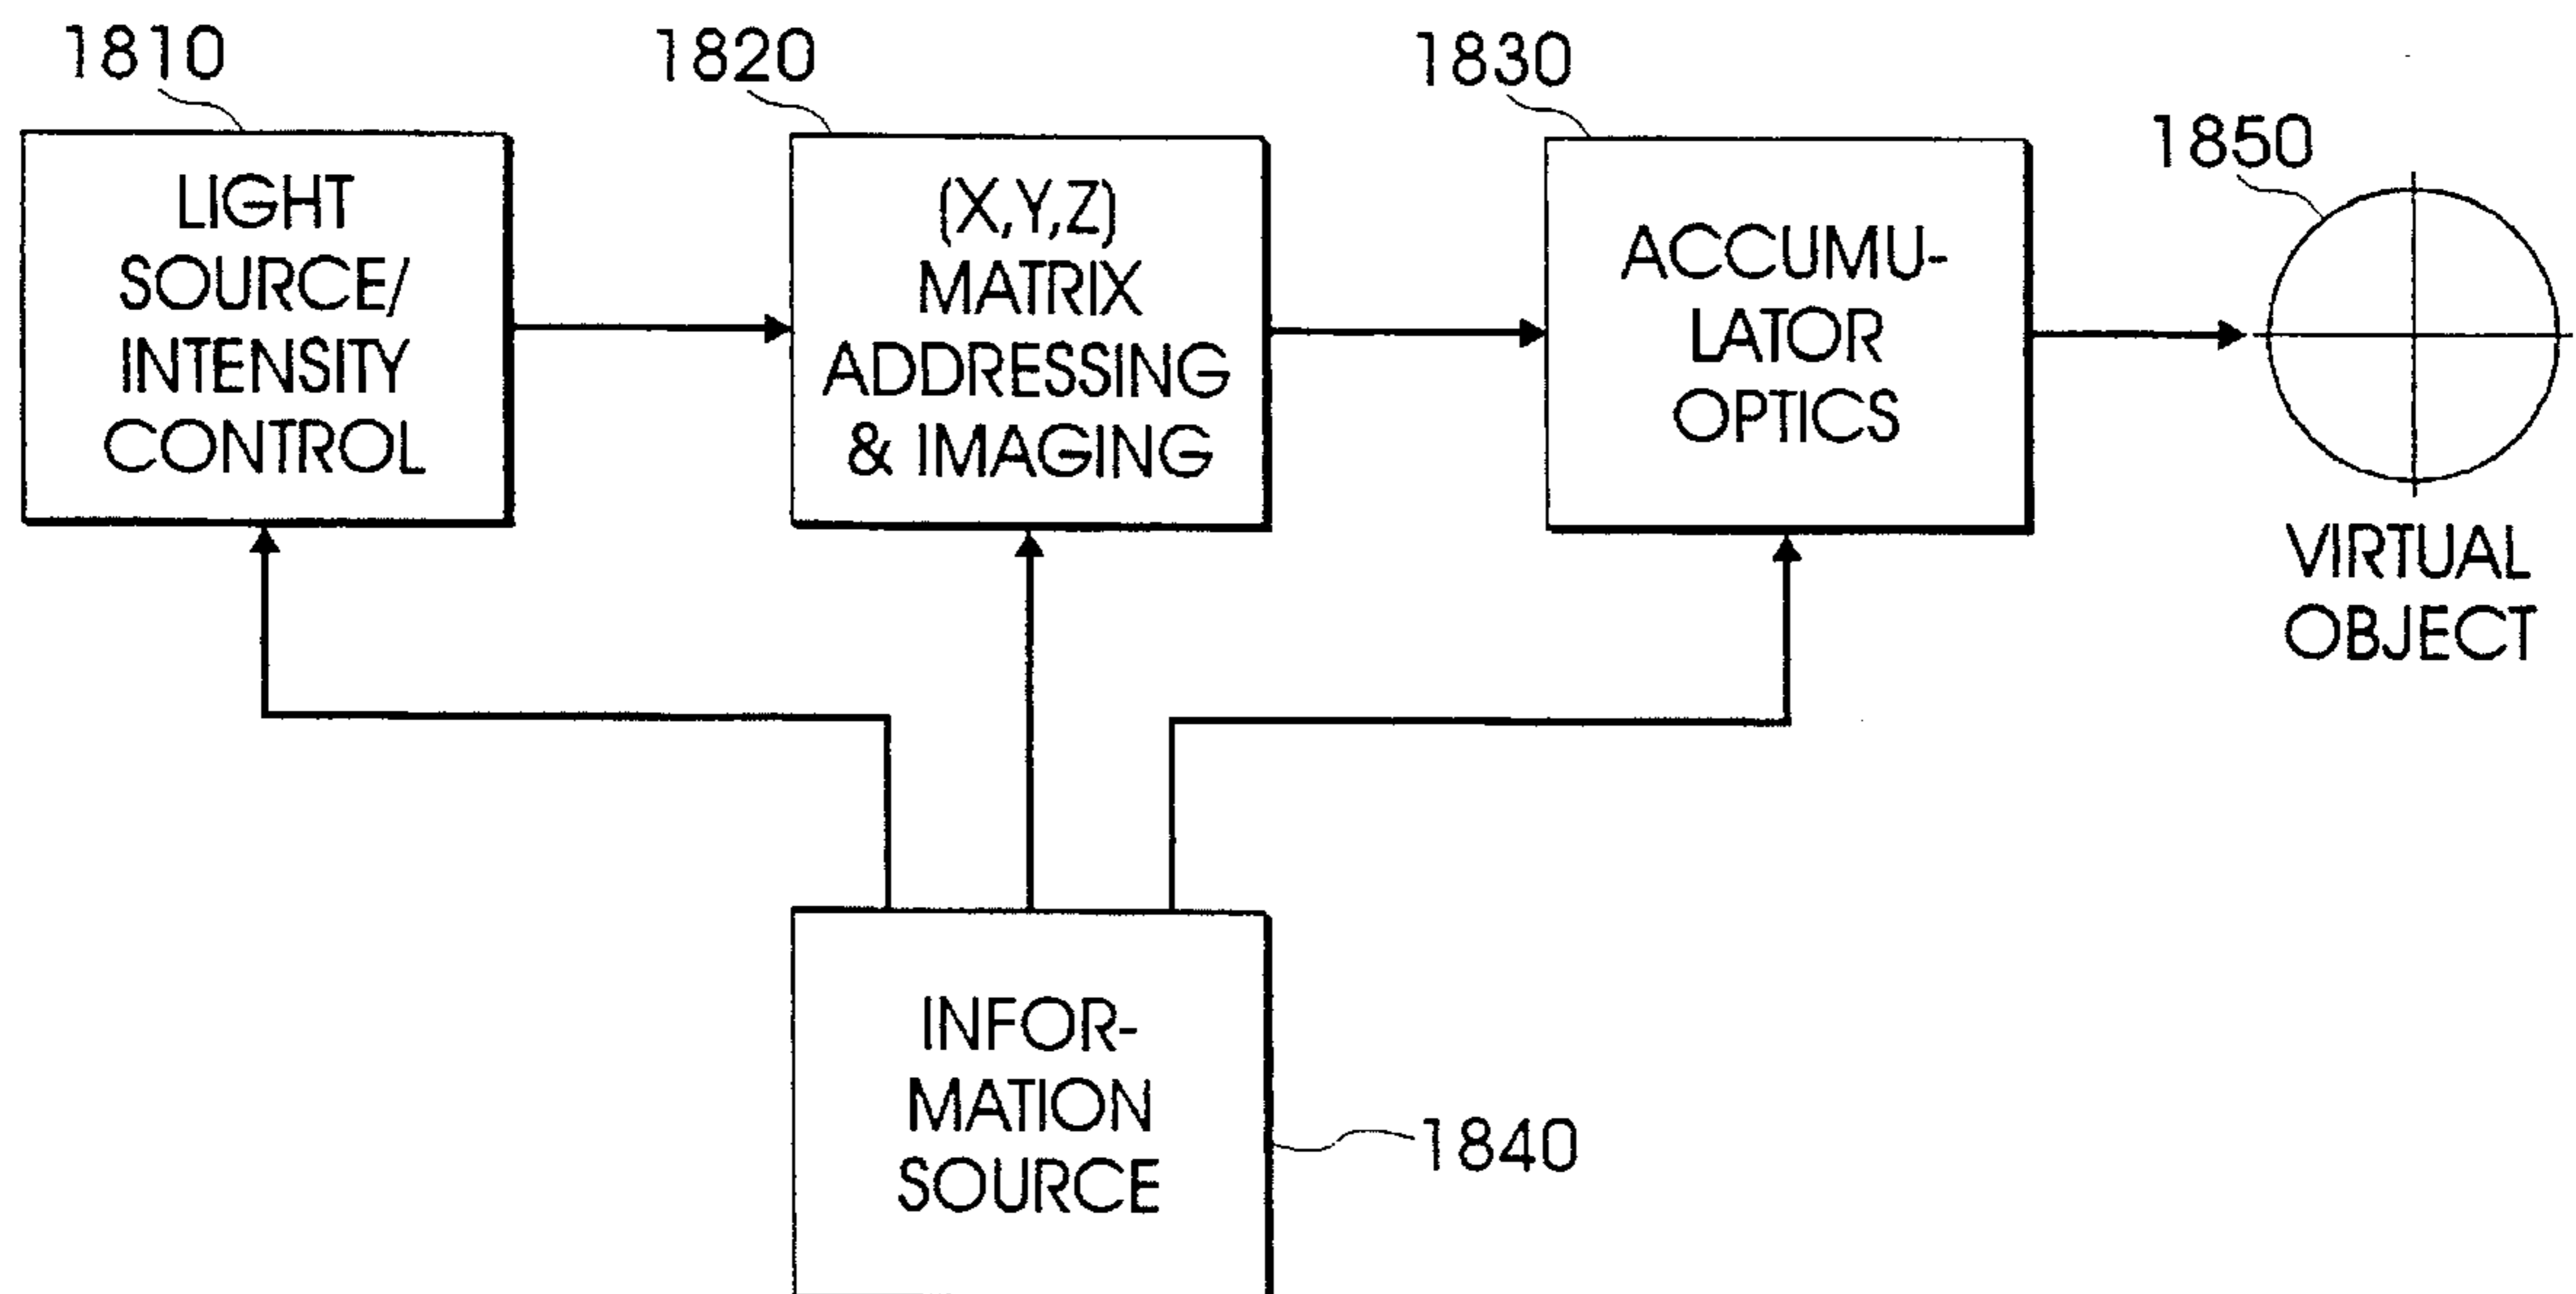 1810
LIGHT
SOURCE/
INTENSITY
CONTROL
1820
(X,Y,Z)
MATRIX
ADDRESSING
& IMAGING
1830
ACCUMU-
LATOR
OPTICS
1850
VIRTUAL
OBJECT
INFOR-
MATION
SOURCE
1840